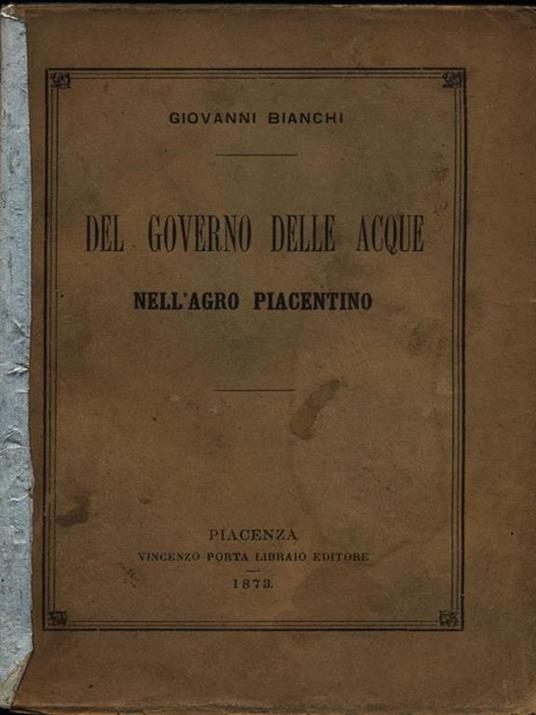 GIOVANNI BIANCHI
DEL GOVERNO DELLE ACQUE
NELL'AGRO PIACENTINO
PIACENZA
VINCENZO PORTA LIBRAIO EDITORE
1873.